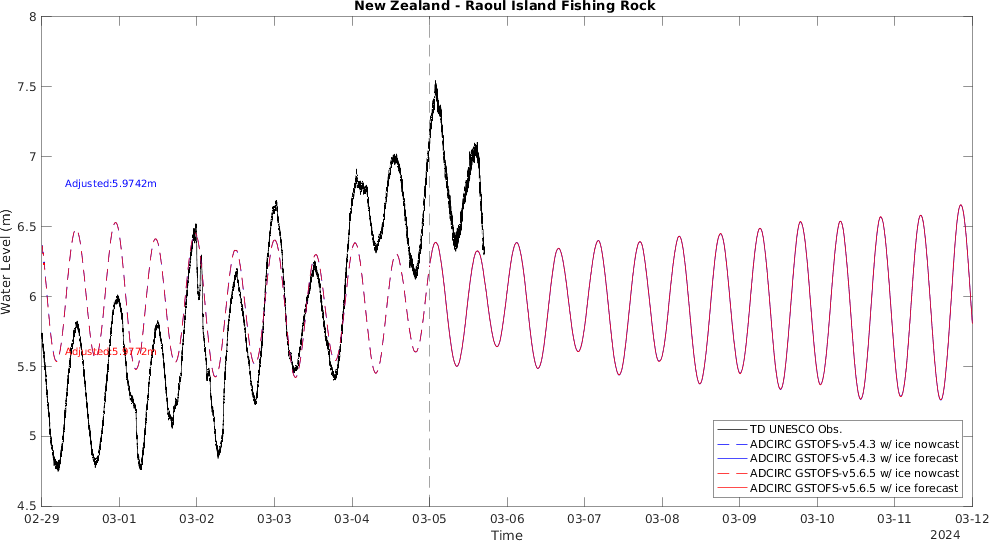 New Zealand - Raoul Island Fishing Rock
8
7.5
7
6.5
6
5.5
5
4.5
Water Level (m)
Adjusted:5.9742m
Adjusted:5.9772m
TD UNESCO Obs.
ADCIRC GSTOFS-v5.4.3 w/ ice nowcast
ADCIRC GSTOFS-v5.4.3 w/ ice forecast
ADCIRC GSTOFS-v5.6.5 w/ ice nowcast
ADCIRC GSTOFS-v5.6.5 w/ ice forecast
02-29 03-01 03-02 03-03 03-04 03-05 03-06 03-07 03-08 03-09 03-10 03-11 03-12
Time
2024